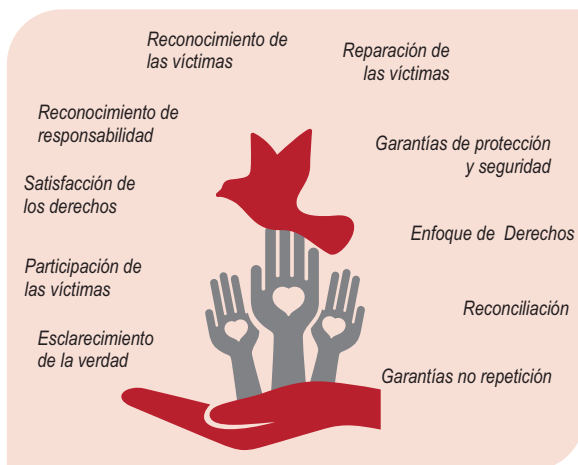 Reconocimiento de
las víctimas
Reparación de
las víctimas
Reconocimiento de
responsabilidad
Garantías de protección
y seguridad
Satisfacción de
los derechos
Enfoque de Derechos
Participación de
las víctimas
Reconciliación
Esclarecimiento
de la verdad
Garantías no repetición